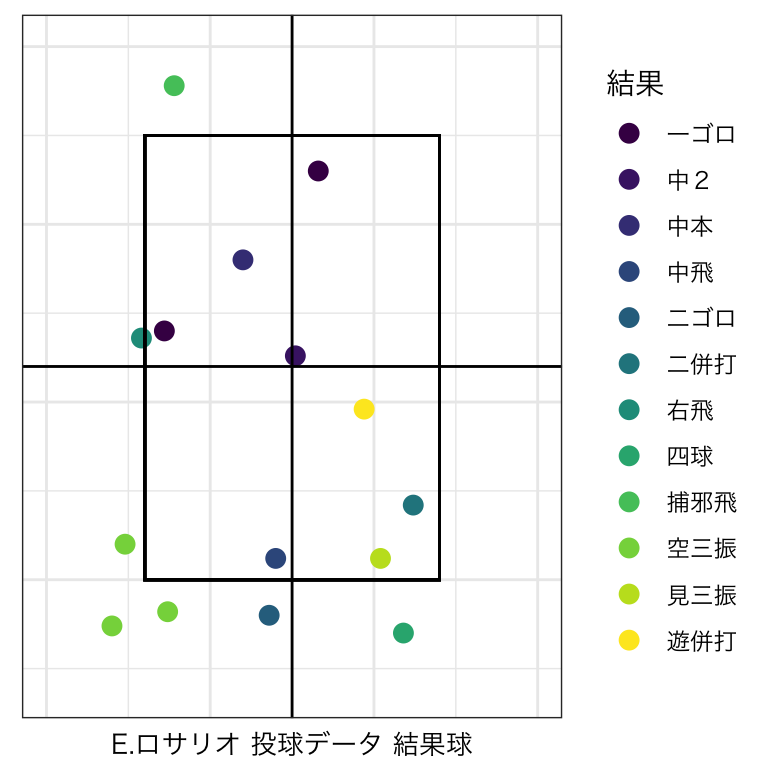 結果
一ゴロ
中２
中本
中飛
二ゴロ
二併打
右飛
四球
捕邪飛
空三振
見三振
遊併打
E.ロサリオ 投球データ 結果球